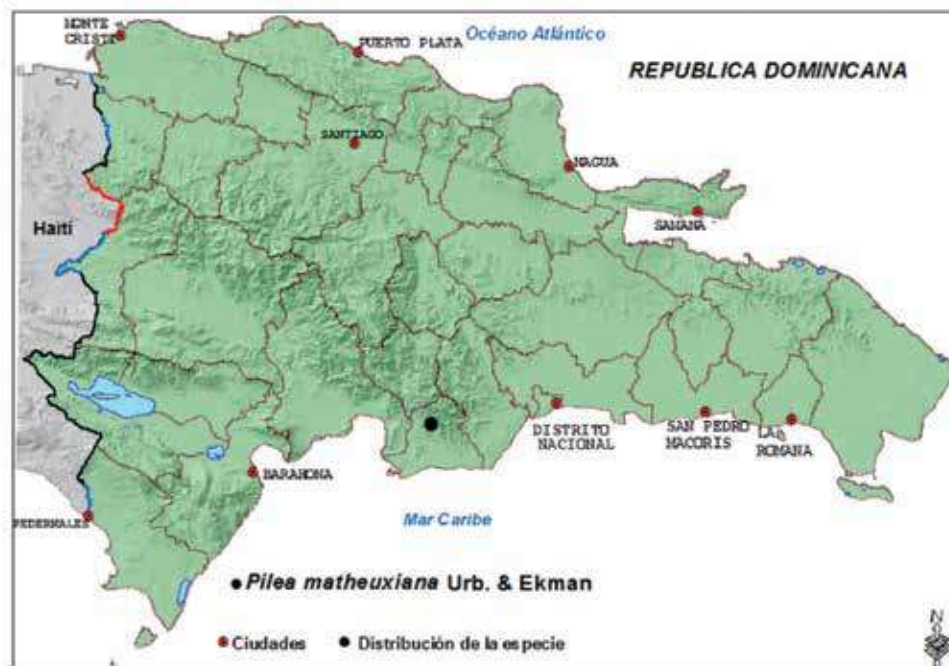 MONTE
CRISTI
PUERTO PLATA
Océano Atlántico
REPUBLICA DOMINICANA
SANTIAGO
NAGUA
SAMANA
Haití
DISTRITO
NACIONAL
SAN PEDRO
MACORIS
LA
ROMANA
BARAHONA
PEDERNALES
Mar Caribe
Pilea matheuxiana Urb. & Ekman
Ciudades
Distribución de la especie
N